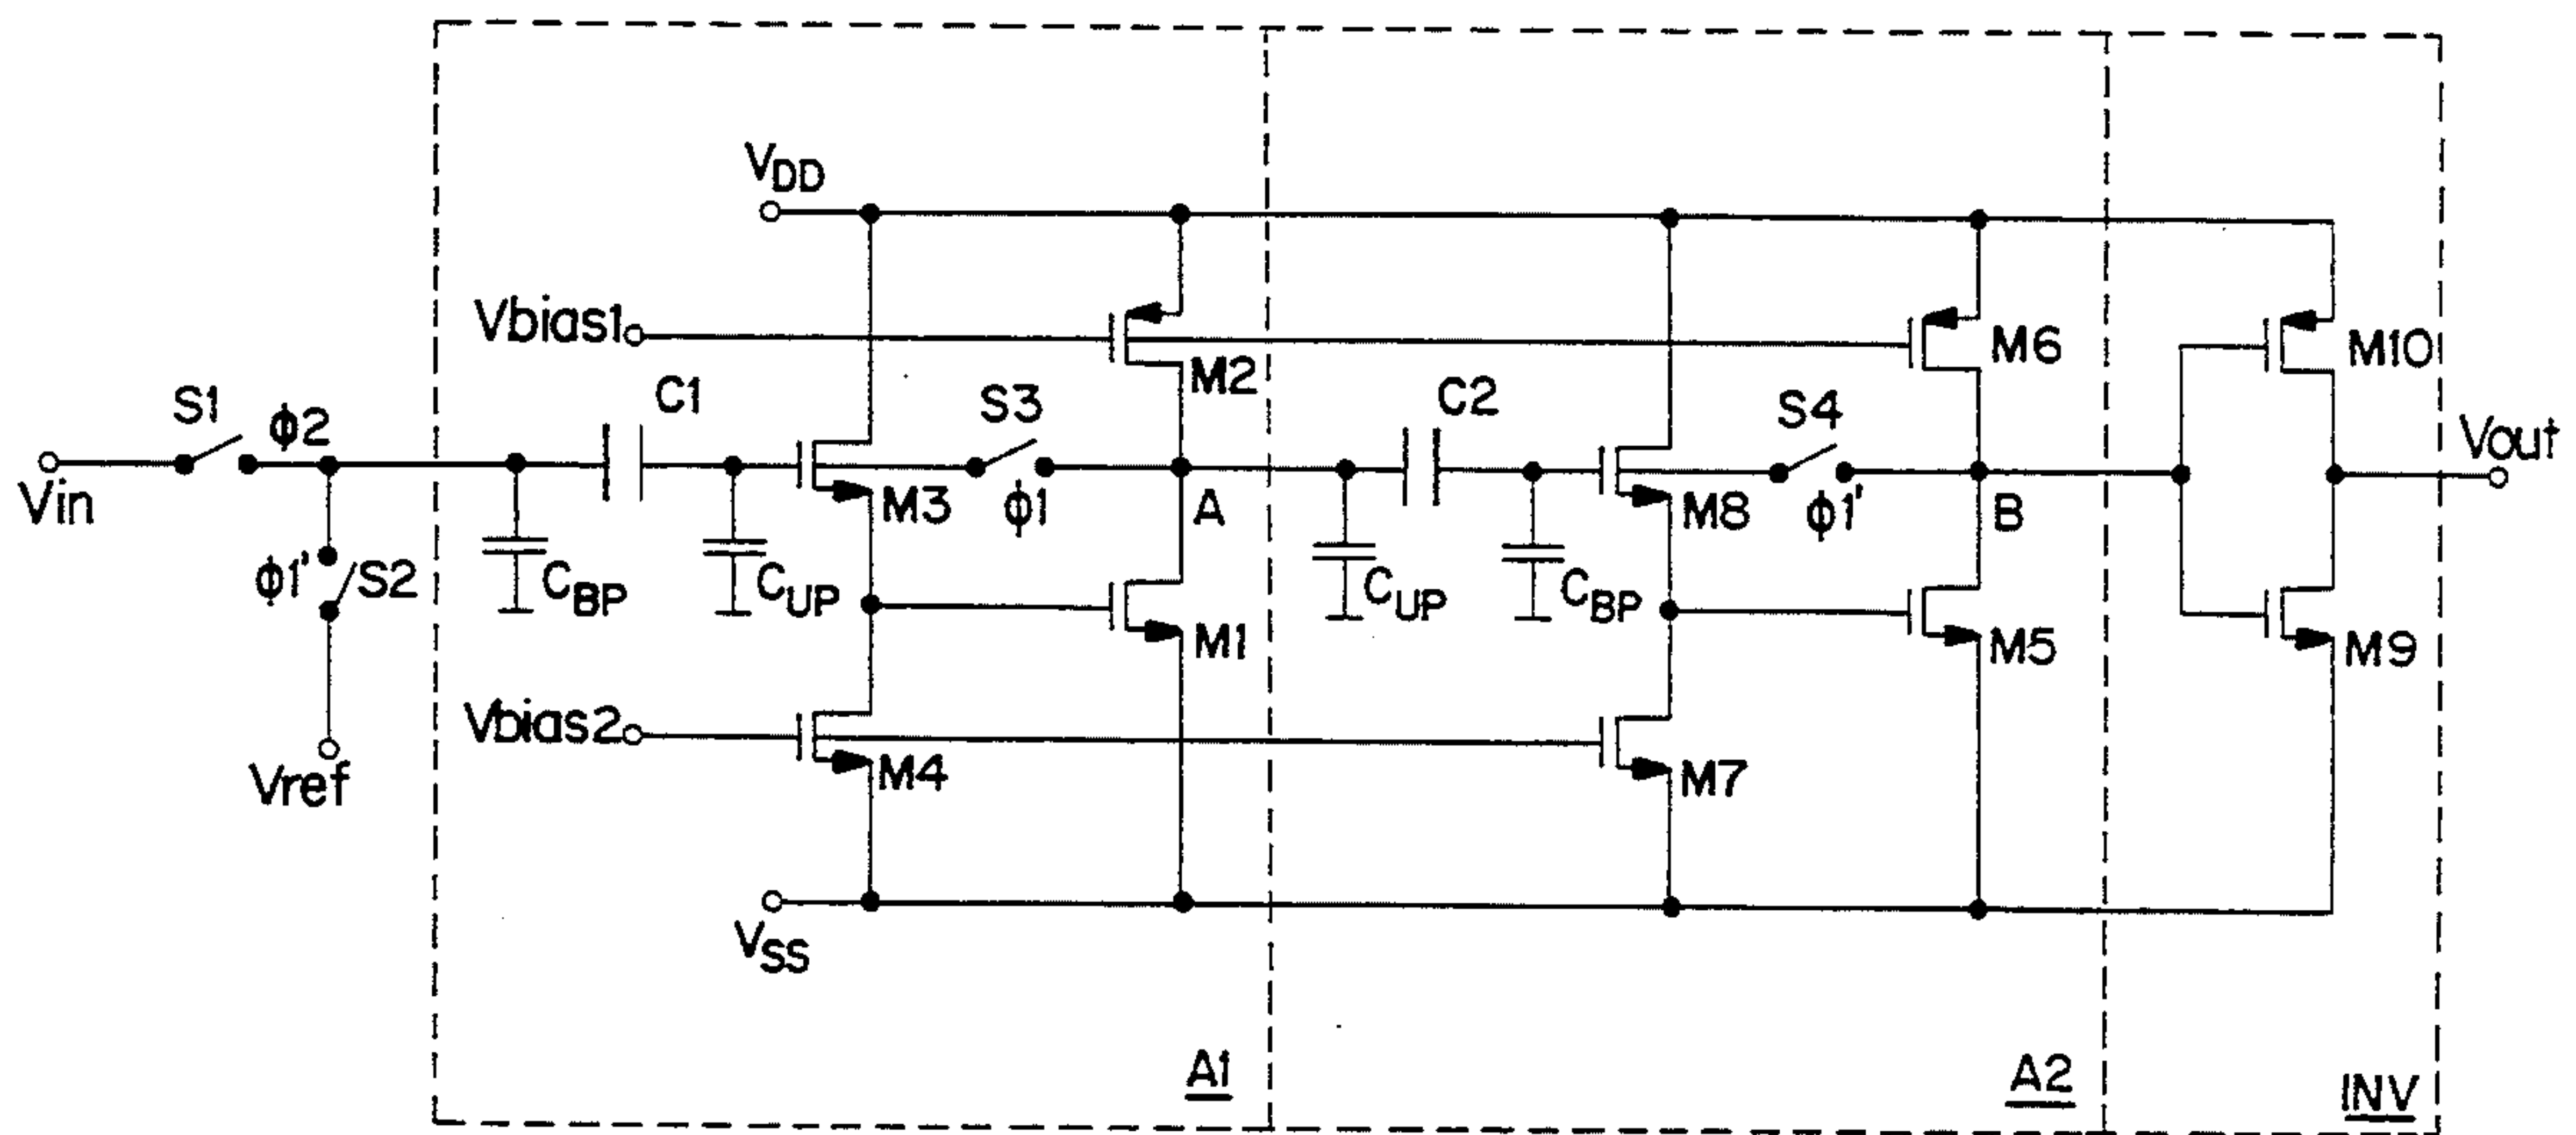 VDD
Vbias1
M2
M6
M10
S1
ϕ2
C1
S3
C2
S4
Vout
Vin
M3
ϕ1
A
M8
ϕ1'
B
ϕ1'
S2
CBP
CUP
CUP
CBP
M1
M5
M9
Vbias2
M4
M7
Vref
VSS
A1
A2
INV